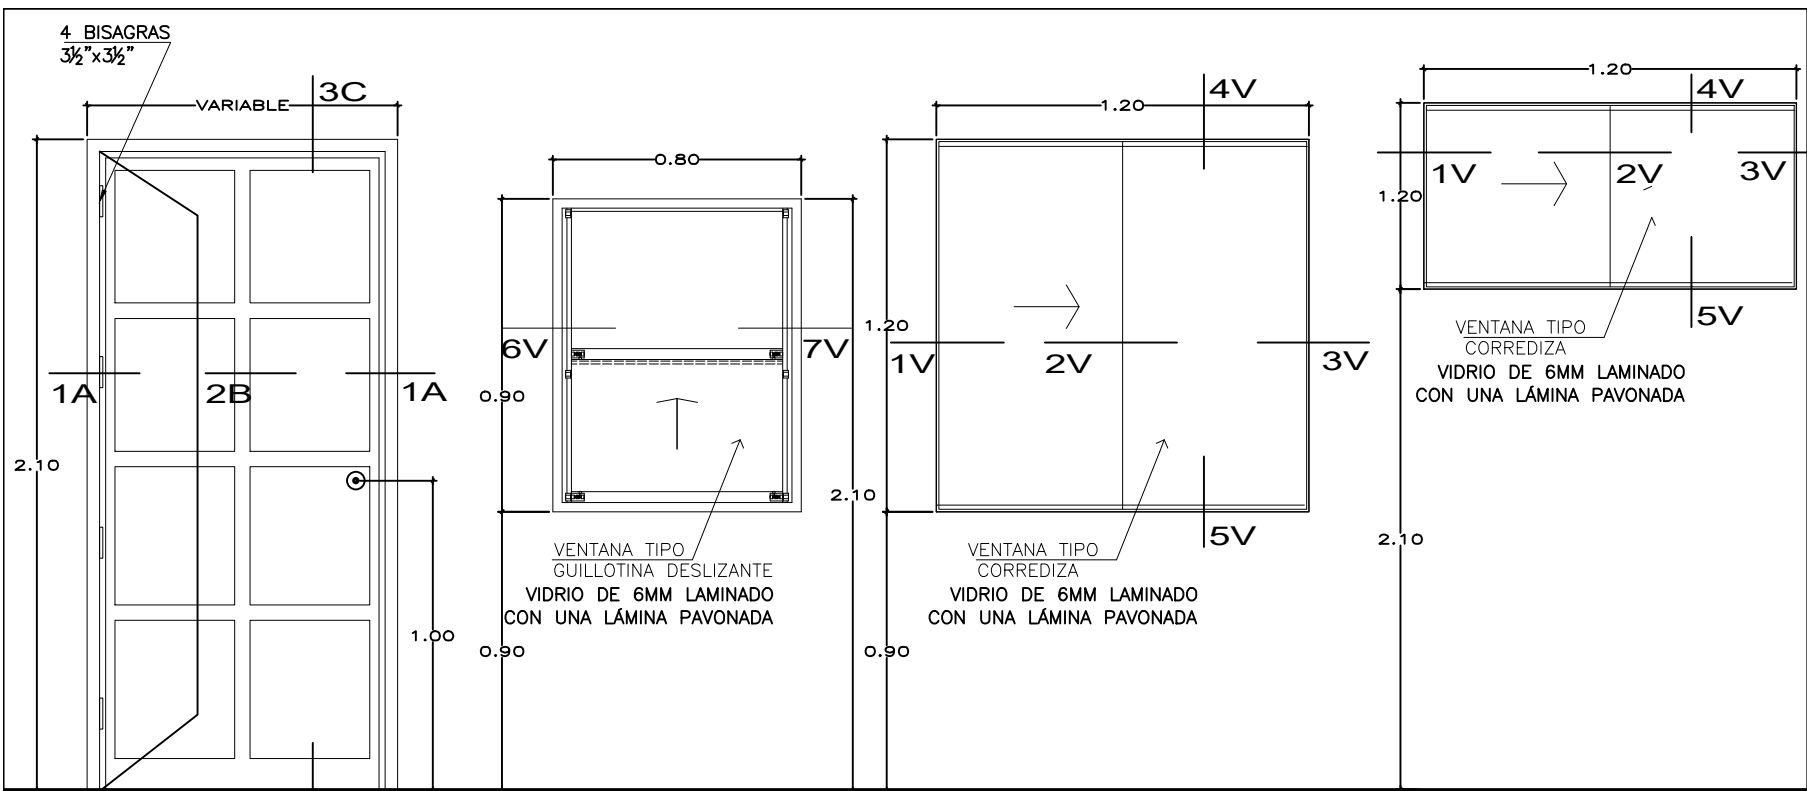 4 BISAGRAS
3½"x3½"
VARIABLE
3C
1A
2B
1A
2.10
1.00
0.80
6V
7V
0.90
2.10
0.90
VENTANA TIPO
GUILLOTINA DESLIZANTE
VIDRIO DE 6MM LAMINADO
CON UNA LÁMINA PAVONADA
1.20
4V
1.20
1V
2V
3V
5V
0.90
VENTANA TIPO
CORREDIZA
VIDRIO DE 6MM LAMINADO
CON UNA LÁMINA PAVONADA
1.20
4V
1V
2V
3V
1.20
5V
2.10
VENTANA TIPO
CORREDIZA
VIDRIO DE 6MM LAMINADO
CON UNA LÁMINA PAVONADA